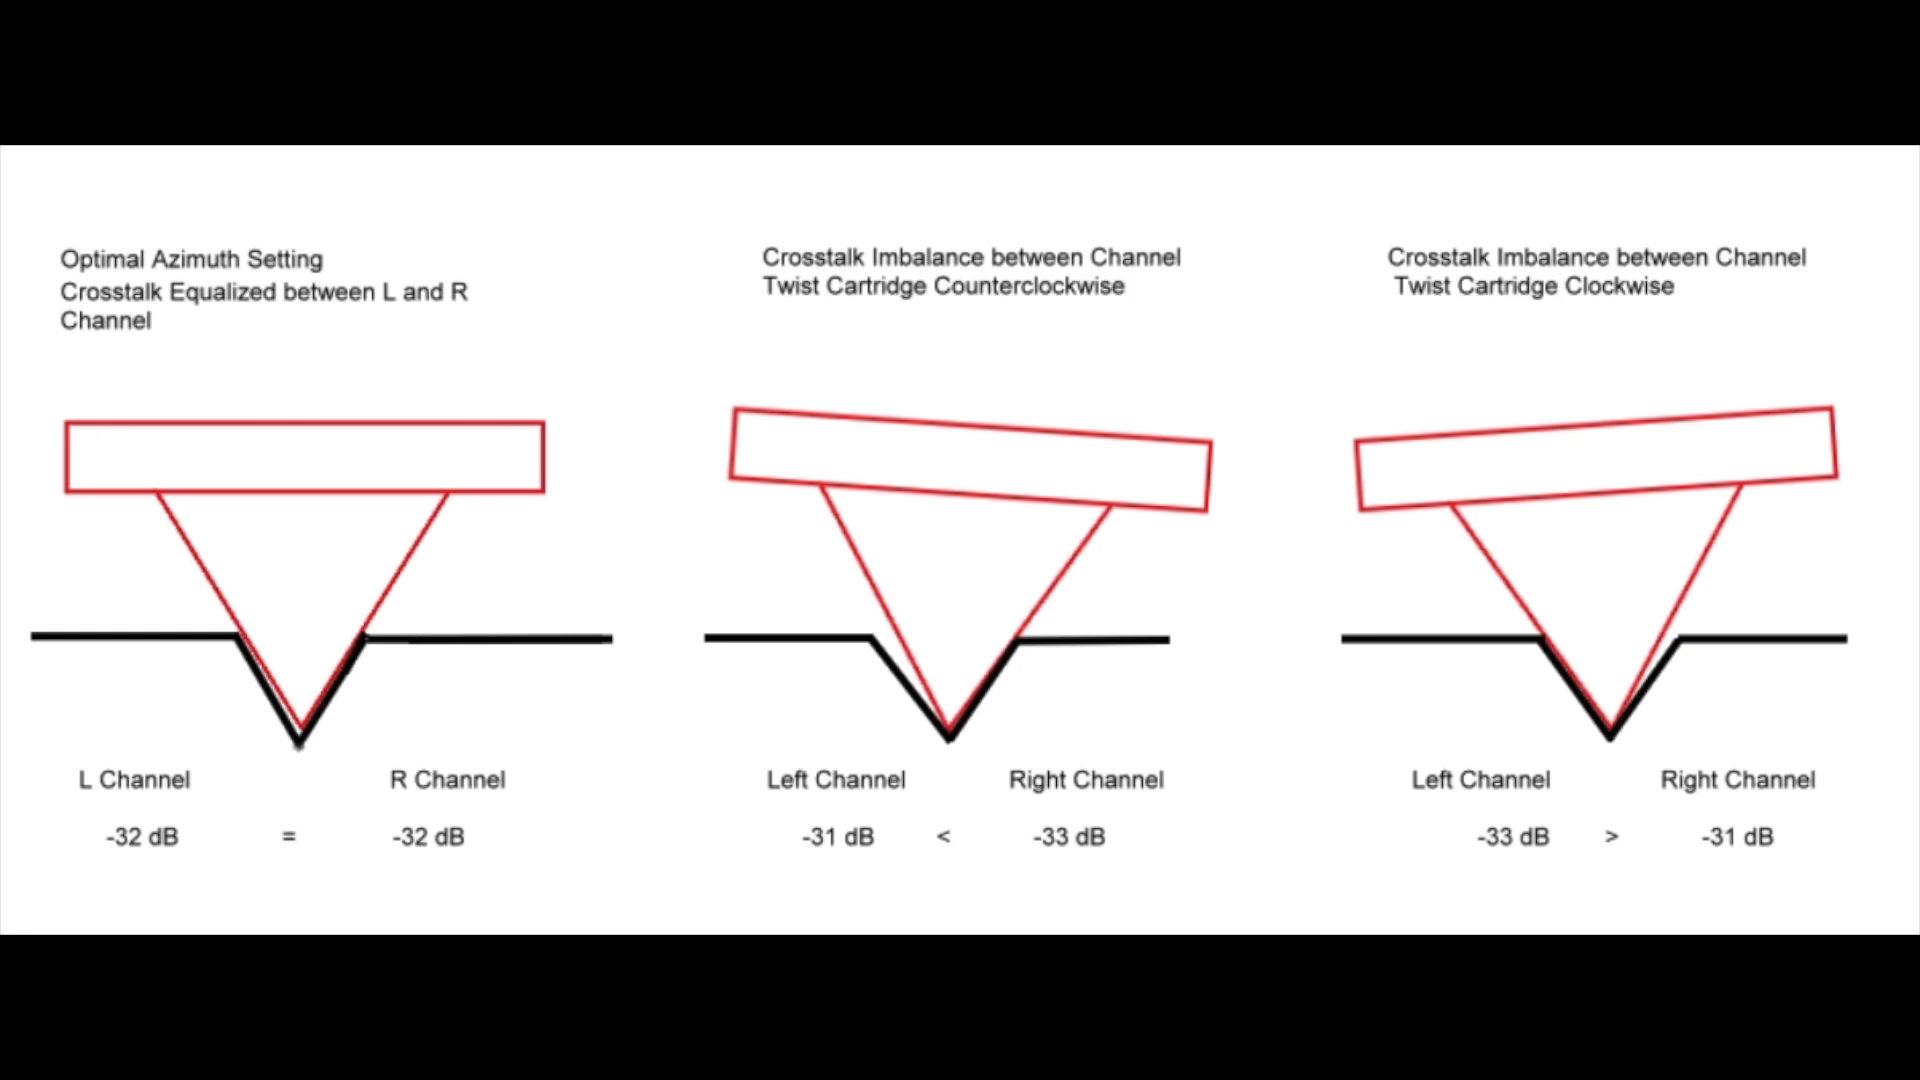 Optimal Azimuth Setting
Crosstalk Equalized between L and R
Channel
Crosstalk Imbalance between Channel
Twist Cartridge Counterclockwise
Crosstalk Imbalance between Channel
Twist Cartridge Clockwise
L Channel R Channel
-32 dB = -32 dB
Left Channel Right Channel
-31 dB < -33 dB
Left Channel Right Channel
-33 dB > -31 dB